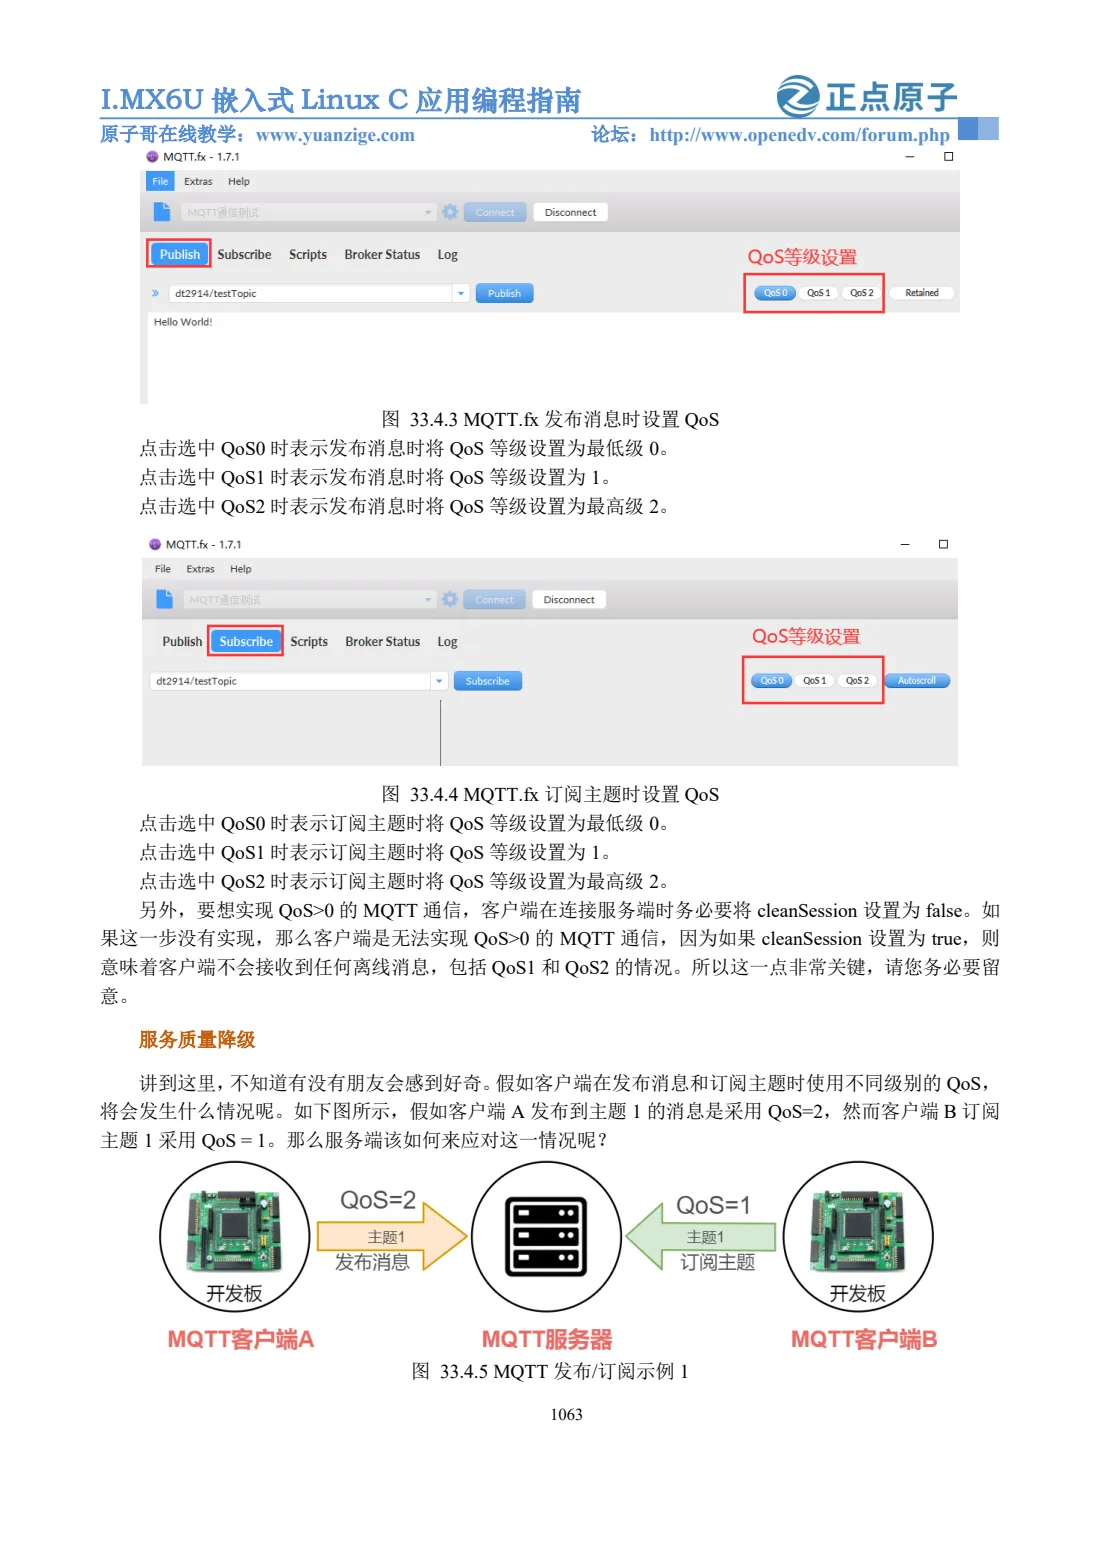 I.MX6U 嵌入式 Linux C 应用编程指南
正点原子
原子哥在线教学：www.yuanzige.com 论坛：http://www.openedv.com/forum.php
MQTT.fx - 1.7.1
File Extras Help
MQTT通信测试 Connect Disconnect
Publish Subscribe Scripts Broker Status Log
QoS等级设置
dt2914/testTopic Publish QoS 0 QoS 1 QoS 2 Retained
Hello World!
图 33.4.3 MQTT.fx 发布消息时设置 QoS
点击选中 QoS0 时表示发布消息时将 QoS 等级设置为最低级 0。
点击选中 QoS1 时表示发布消息时将 QoS 等级设置为 1。
点击选中 QoS2 时表示发布消息时将 QoS 等级设置为最高级 2。
MQTT.fx - 1.7.1
File Extras Help
MQTT通信测试 Connect Disconnect
Publish Subscribe Scripts Broker Status Log
QoS等级设置
dt2914/testTopic Subscribe QoS 0 QoS 1 QoS 2 Autoscroll
图 33.4.4 MQTT.fx 订阅主题时设置 QoS
点击选中 QoS0 时表示订阅主题时将 QoS 等级设置为最低级 0。
点击选中 QoS1 时表示订阅主题时将 QoS 等级设置为 1。
点击选中 QoS2 时表示订阅主题时将 QoS 等级设置为最高级 2。
另外，要想实现 QoS>0 的 MQTT 通信，客户端在连接服务端时务必要将 cleanSession 设置为 false。如
果这一步没有实现，那么客户端是无法实现 QoS>0 的 MQTT 通信，因为如果 cleanSession 设置为 true，则
意味着客户端不会接收到任何离线消息，包括 QoS1 和 QoS2 的情况。所以这一点非常关键，请您务必要留
意。
服务质量降级
讲到这里，不知道有没有朋友会感到好奇。假如客户端在发布消息和订阅主题时使用不同级别的 QoS，
将会发生什么情况呢。如下图所示，假如客户端 A 发布到主题 1 的消息是采用 QoS=2，然而客户端 B 订阅
主题 1 采用 QoS = 1。那么服务端该如何来应对这一情况呢？
QoS=2 QoS=1
主题1 主题1
发布消息 订阅主题
开发板 开发板
MQTT客户端A MQTT服务器 MQTT客户端B
图 33.4.5 MQTT 发布/订阅示例 1
1063